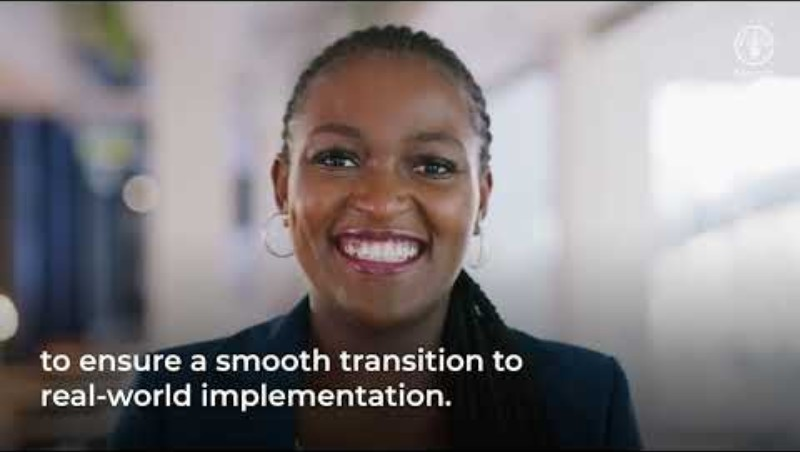 to ensure a smooth transition to
real-world implementation.